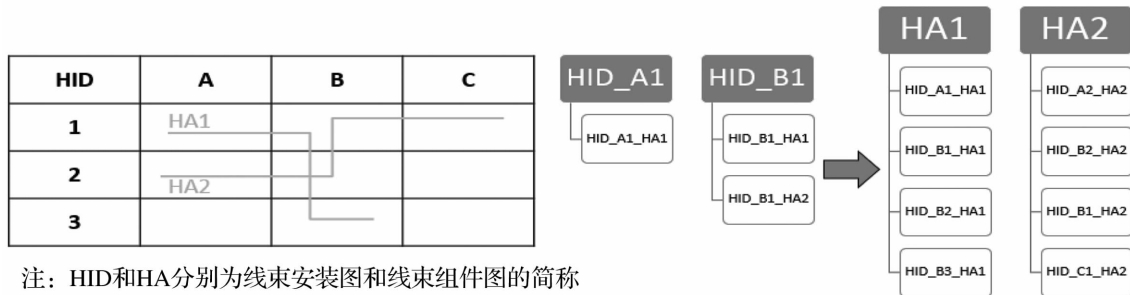 HID A B C
1 HA1
2 HA2
3
注：HID和HA分别为线束安装图和线束组件图的简称
HID_A1
HID_A1_HA1
HID_B1
HID_B1_HA1
HID_B1_HA2
HA1
HID_A1_HA1
HID_B1_HA1
HID_B2_HA1
HID_B3_HA1
HA2
HID_A2_HA2
HID_B2_HA2
HID_B1_HA2
HID_C1_HA2